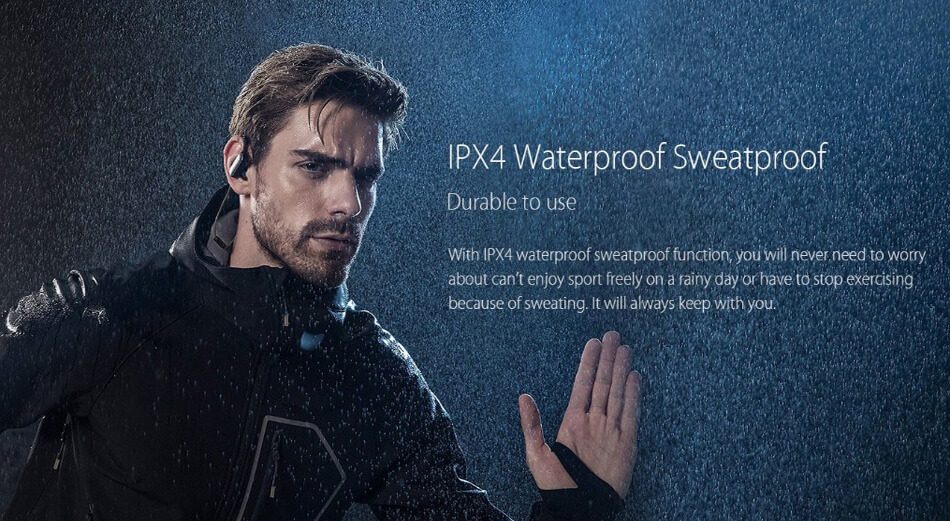 IPX4 Waterproof Sweatproof
Durable to use
With IPX4 waterproof sweatproof function, you will never need to worry
about can't enjoy sport freely on a rainy day or have to stop exercising
because of sweating. It will always keep with you.